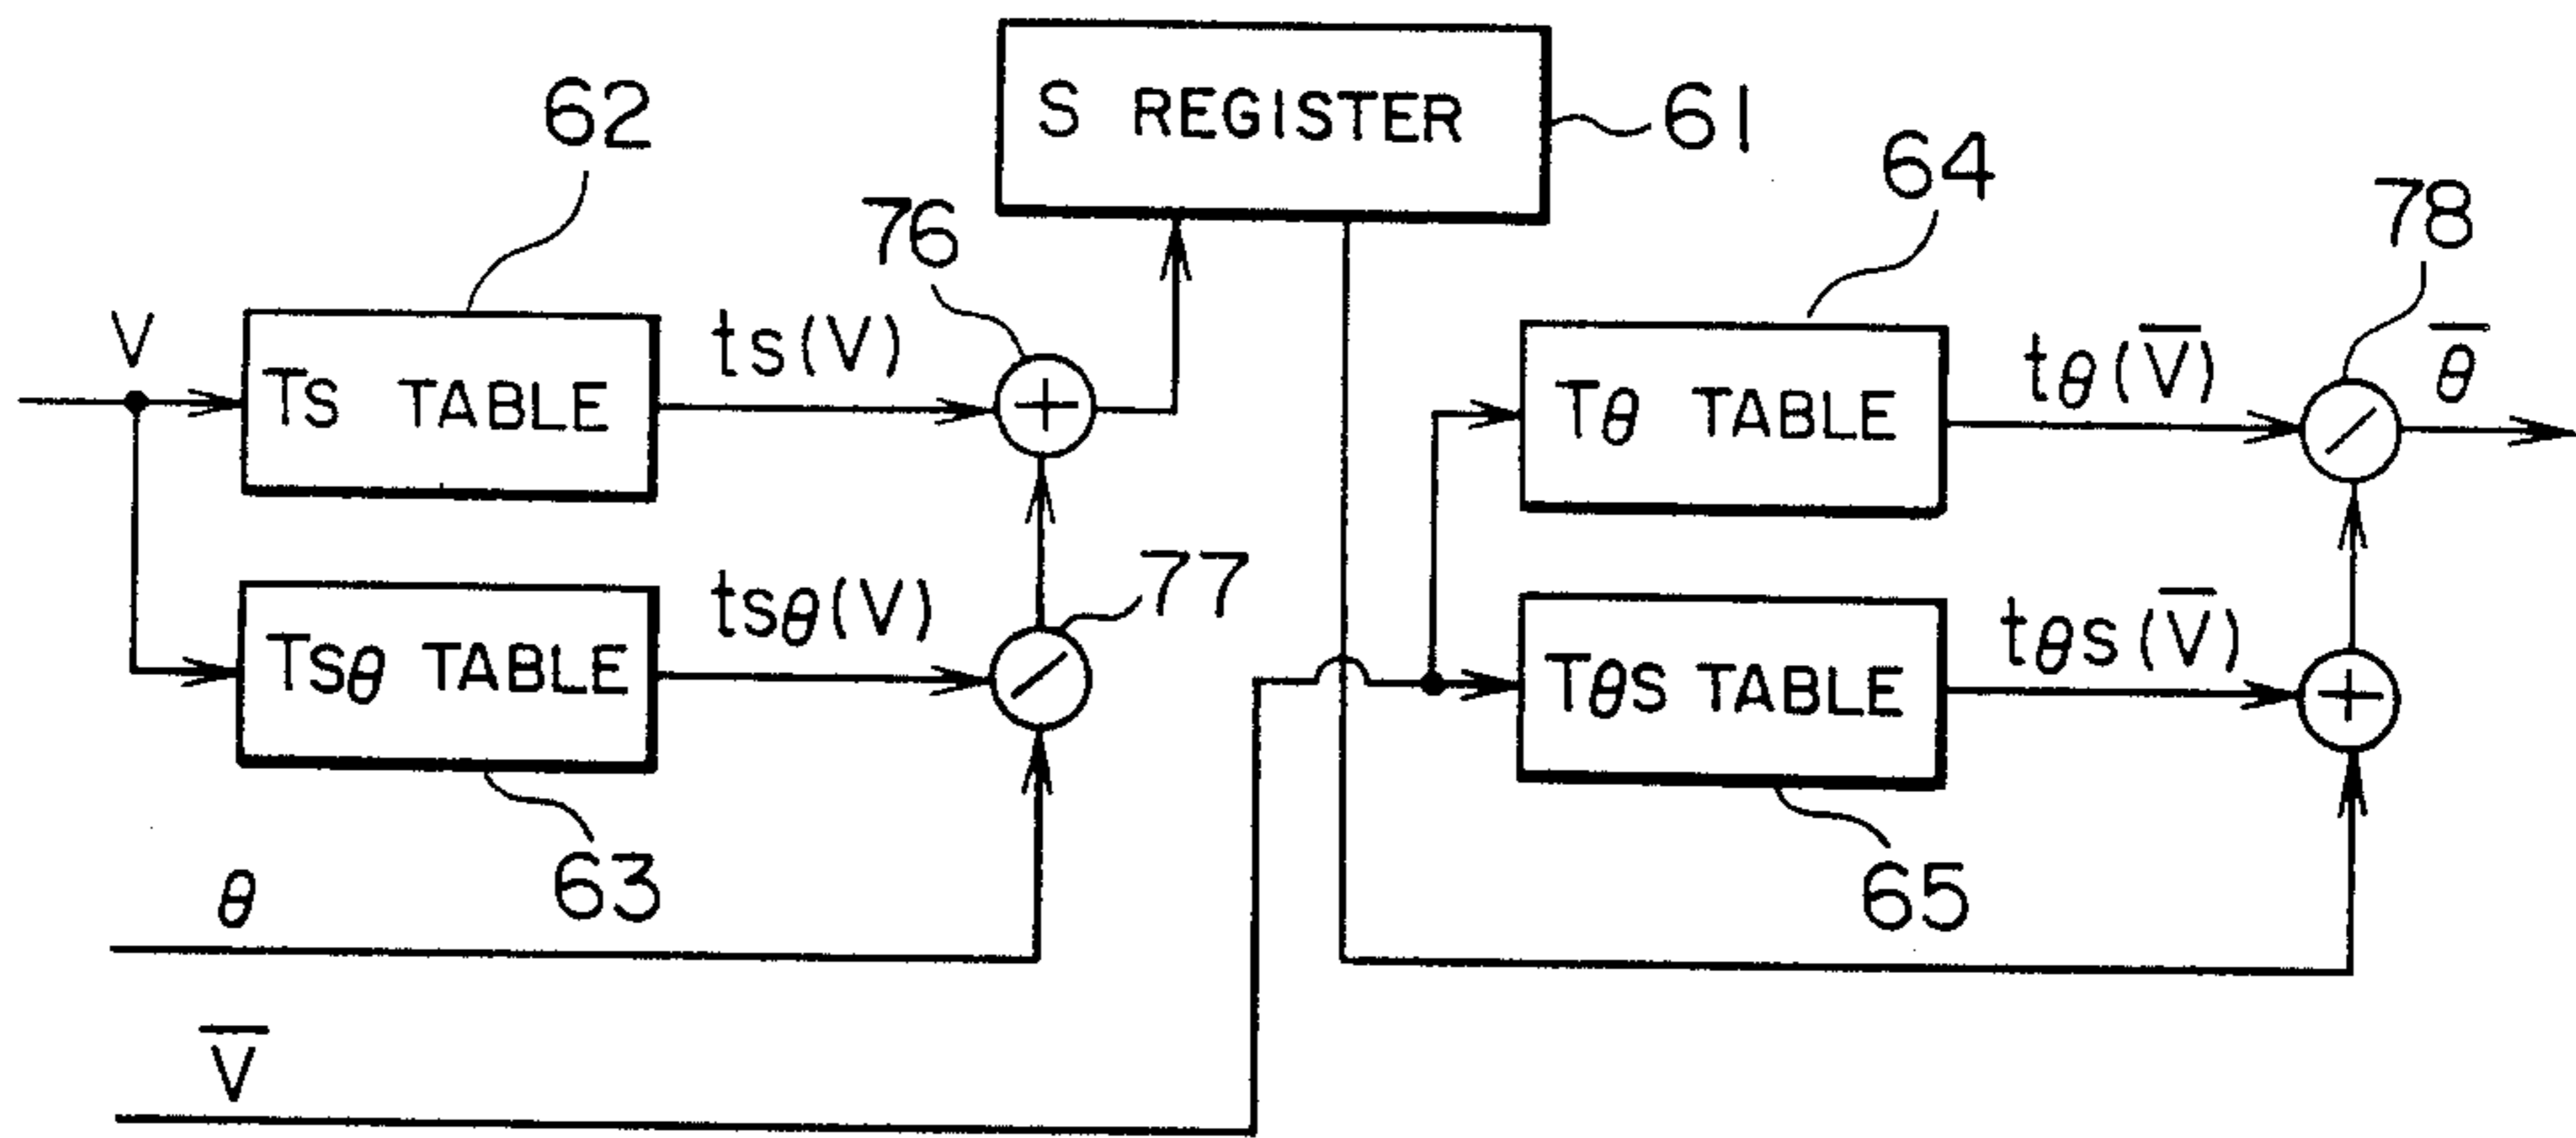 S REGISTER
61
62
76
64
78
V
TS TABLE
tS(V)
+
Tθ TABLE
tθ(V̅)
/
θ̅
TSθ TABLE
tSθ(V)
/
77
TθS TABLE
tθS(V̅)
+
63
65
θ
V̅